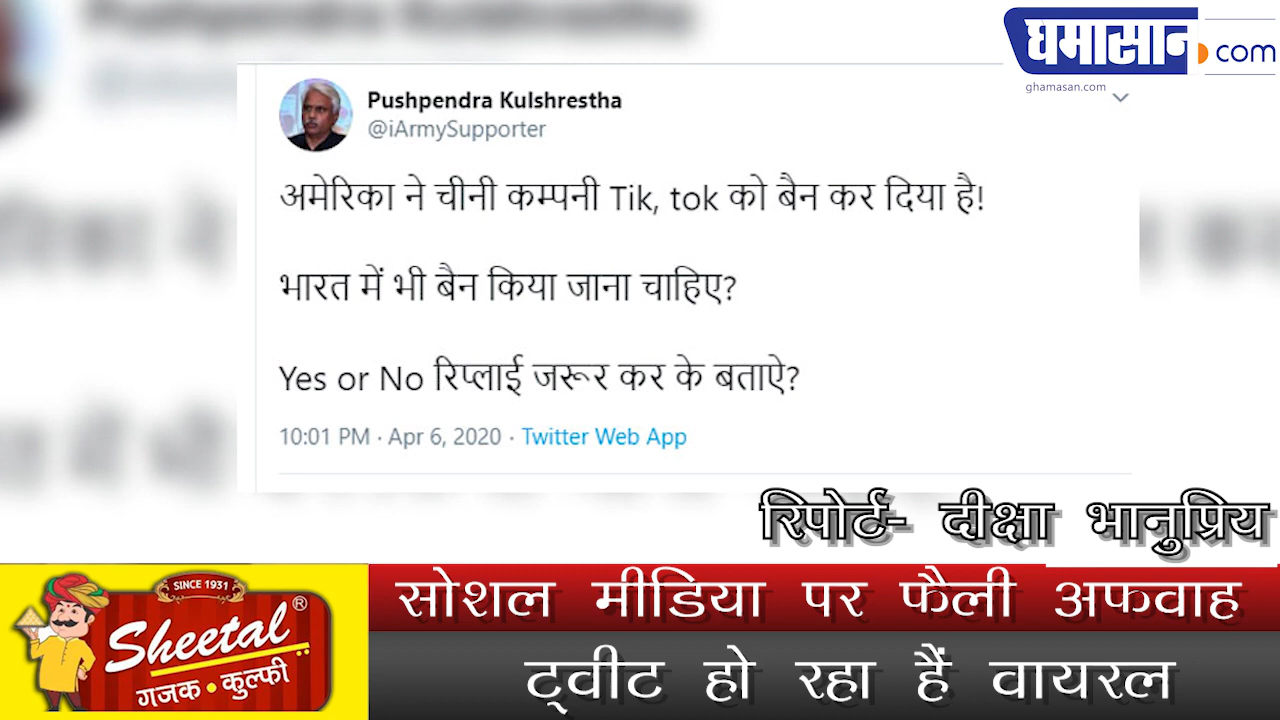 घमासान.com
ghamasan.com
Pushpendra Kulshrestha
@iArmySupporter
अमेरिका ने चीनी कम्पनी Tik, tok को बैन कर दिया है!
भारत में भी बैन किया जाना चाहिए?
Yes or No रिप्लाई जरूर कर के बताऐ?
10:01 PM · Apr 6, 2020 · Twitter Web App
रिपोर्ट- दीक्षा भानुप्रिय
SINCE 1931
Sheetal ®
गजक • कुल्फी
सोशल मीडिया पर फैली अफवाह
ट्वीट हो रहा हैं वायरल